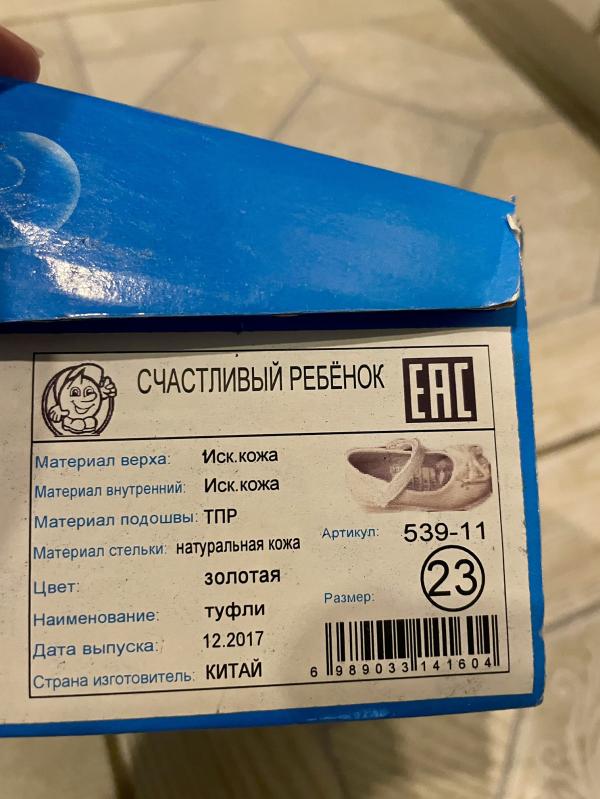 СЧАСТЛИВЫЙ РЕБЁНОК
EAC
Материал верха: Иск.кожа
Материал внутренний: Иск.кожа
Материал подошвы: ТПР
Материал стельки: натуральная кожа
Артикул: 539-11
Цвет: золотая
Размер: 23
Наименование: туфли
Дата выпуска: 12.2017
Страна изготовитель: КИТАЙ
6 989033 141604